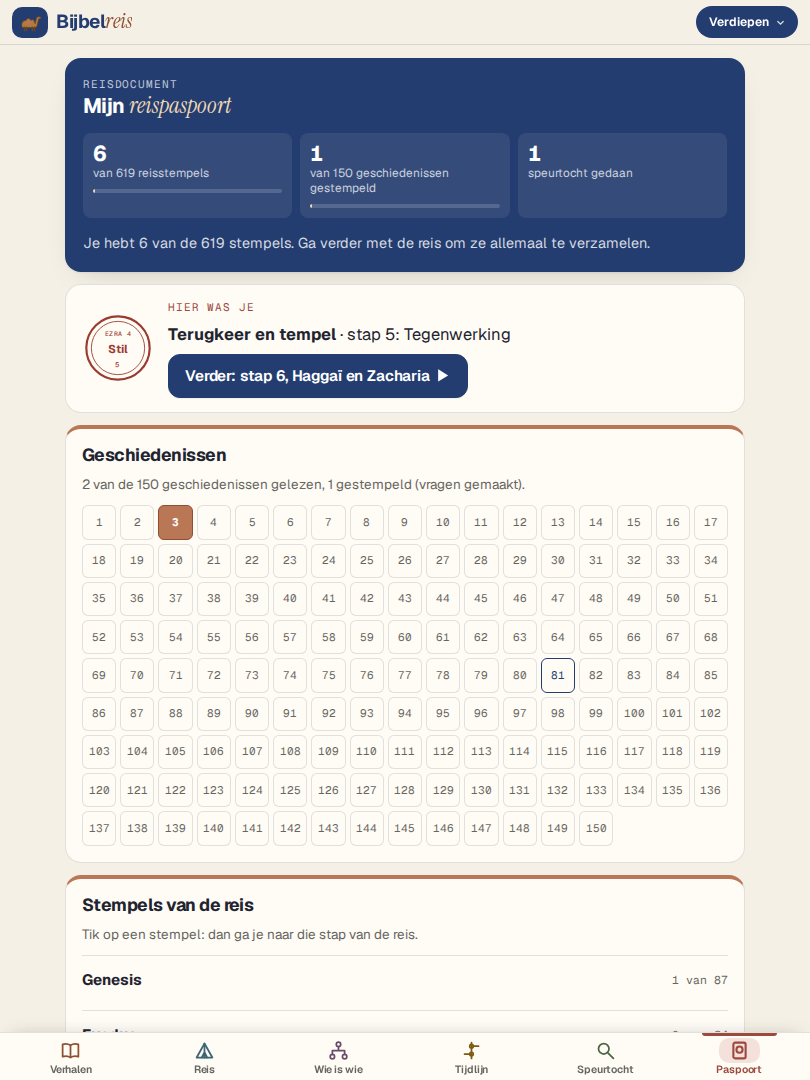 Bijbelreis
Verdiepen
REISDOCUMENT
Mijn reispaspoort
6
van 619 reisstempels
1
van 150 geschiedenissen
gestempeld
1
speurtocht gedaan
Je hebt 6 van de 619 stempels. Ga verder met de reis om ze allemaal te verzamelen.
EZRA 4
Stil
5
HIER WAS JE
Terugkeer en tempel · stap 5: Tegenwerking
Verder: stap 6, Haggaï en Zacharia ▶
Geschiedenissen
2 van de 150 geschiedenissen gelezen, 1 gestempeld (vragen gemaakt).
1 2 3 4 5 6 7 8 9 10 11 12 13 14 15 16 17
18 19 20 21 22 23 24 25 26 27 28 29 30 31 32 33 34
35 36 37 38 39 40 41 42 43 44 45 46 47 48 49 50 51
52 53 54 55 56 57 58 59 60 61 62 63 64 65 66 67 68
69 70 71 72 73 74 75 76 77 78 79 80 81 82 83 84 85
86 87 88 89 90 91 92 93 94 95 96 97 98 99 100 101 102
103 104 105 106 107 108 109 110 111 112 113 114 115 116 117 118 119
120 121 122 123 124 125 126 127 128 129 130 131 132 133 134 135 136
137 138 139 140 141 142 143 144 145 146 147 148 149 150
Stempels van de reis
Tik op een stempel: dan ga je naar die stap van de reis.
Genesis 1 van 87
Verhalen Reis Wie is wie Tijdlijn Speurtocht Paspoort